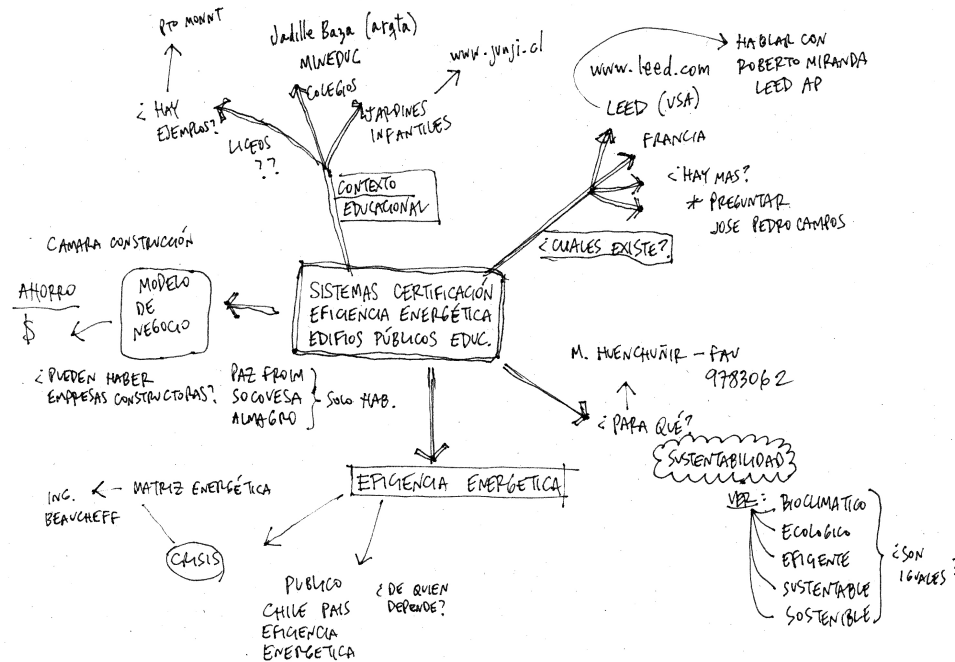 PTO MONNT
¿ HAY
EJEMPLOS?
LICEOS
??
Jadille Baza (arqta)
MINEDUC
COLEGIOS
JARDINES
INFANTILES
www.junji.cl
CONTEXTO
EDUCACIONAL
www.leed.com
LEED (USA)
HABLAR CON
ROBERTO MIRANDA
LEED AP
FRANCIA
¿HAY MAS?
* PREGUNTAR
JOSE PEDRO CAMPOS
¿CUALES EXISTE?
CAMARA CONSTRUCCIÓN
AHORRO
$
MODELO
DE
NEGOCIO
SISTEMAS CERTIFICACIÓN
EFICIENCIA ENERGÉTICA
EDIFIOS PÚBLICOS EDUC.
¿PUEDEN HABER
EMPRESAS CONSTRUCTORAS?
PAZ FROIM
SOCOVESA
ALMAGRO
SOLO HAB.
M. HUENCHUÑIR - FAU
9783062
¿PARA QUÉ?
SUSTENTABILIDAD
VER:
BIOCLIMATICO
ECOLOGICO
EFIGENTE
SUSTENTABLE
SOSTENIBLE
¿SON
IGUALES?
EFICENCIA ENERGETICA
ING. <- MATRIZ ENERGÉTICA
BEAUCHEFF
CRISIS
PUBLICO
CHILE PAIS
EFICIENCIA
ENERGETICA
¿DE QUIEN
DEPENDE?